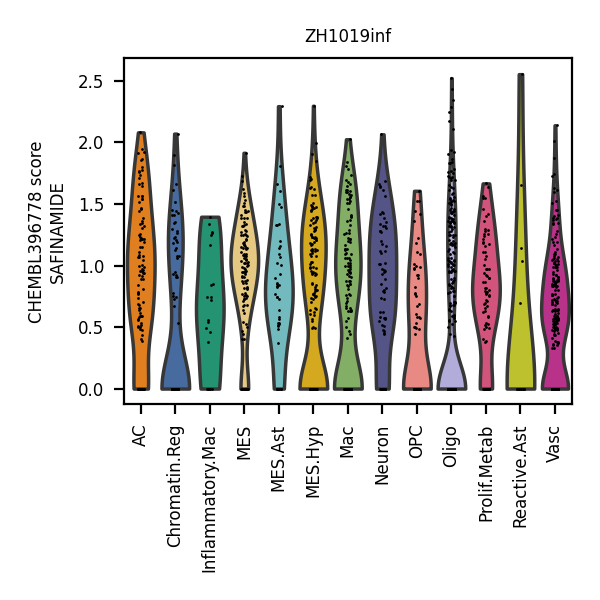 ZH1019inf
CHEMBL396778 score
SAFINAMIDE
2.5
2.0
1.5
1.0
0.5
0.0
AC
Chromatin.Reg
Inflammatory.Mac
MES
MES.Ast
MES.Hyp
Mac
Neuron
OPC
Oligo
Prolif.Metab
Reactive.Ast
Vasc